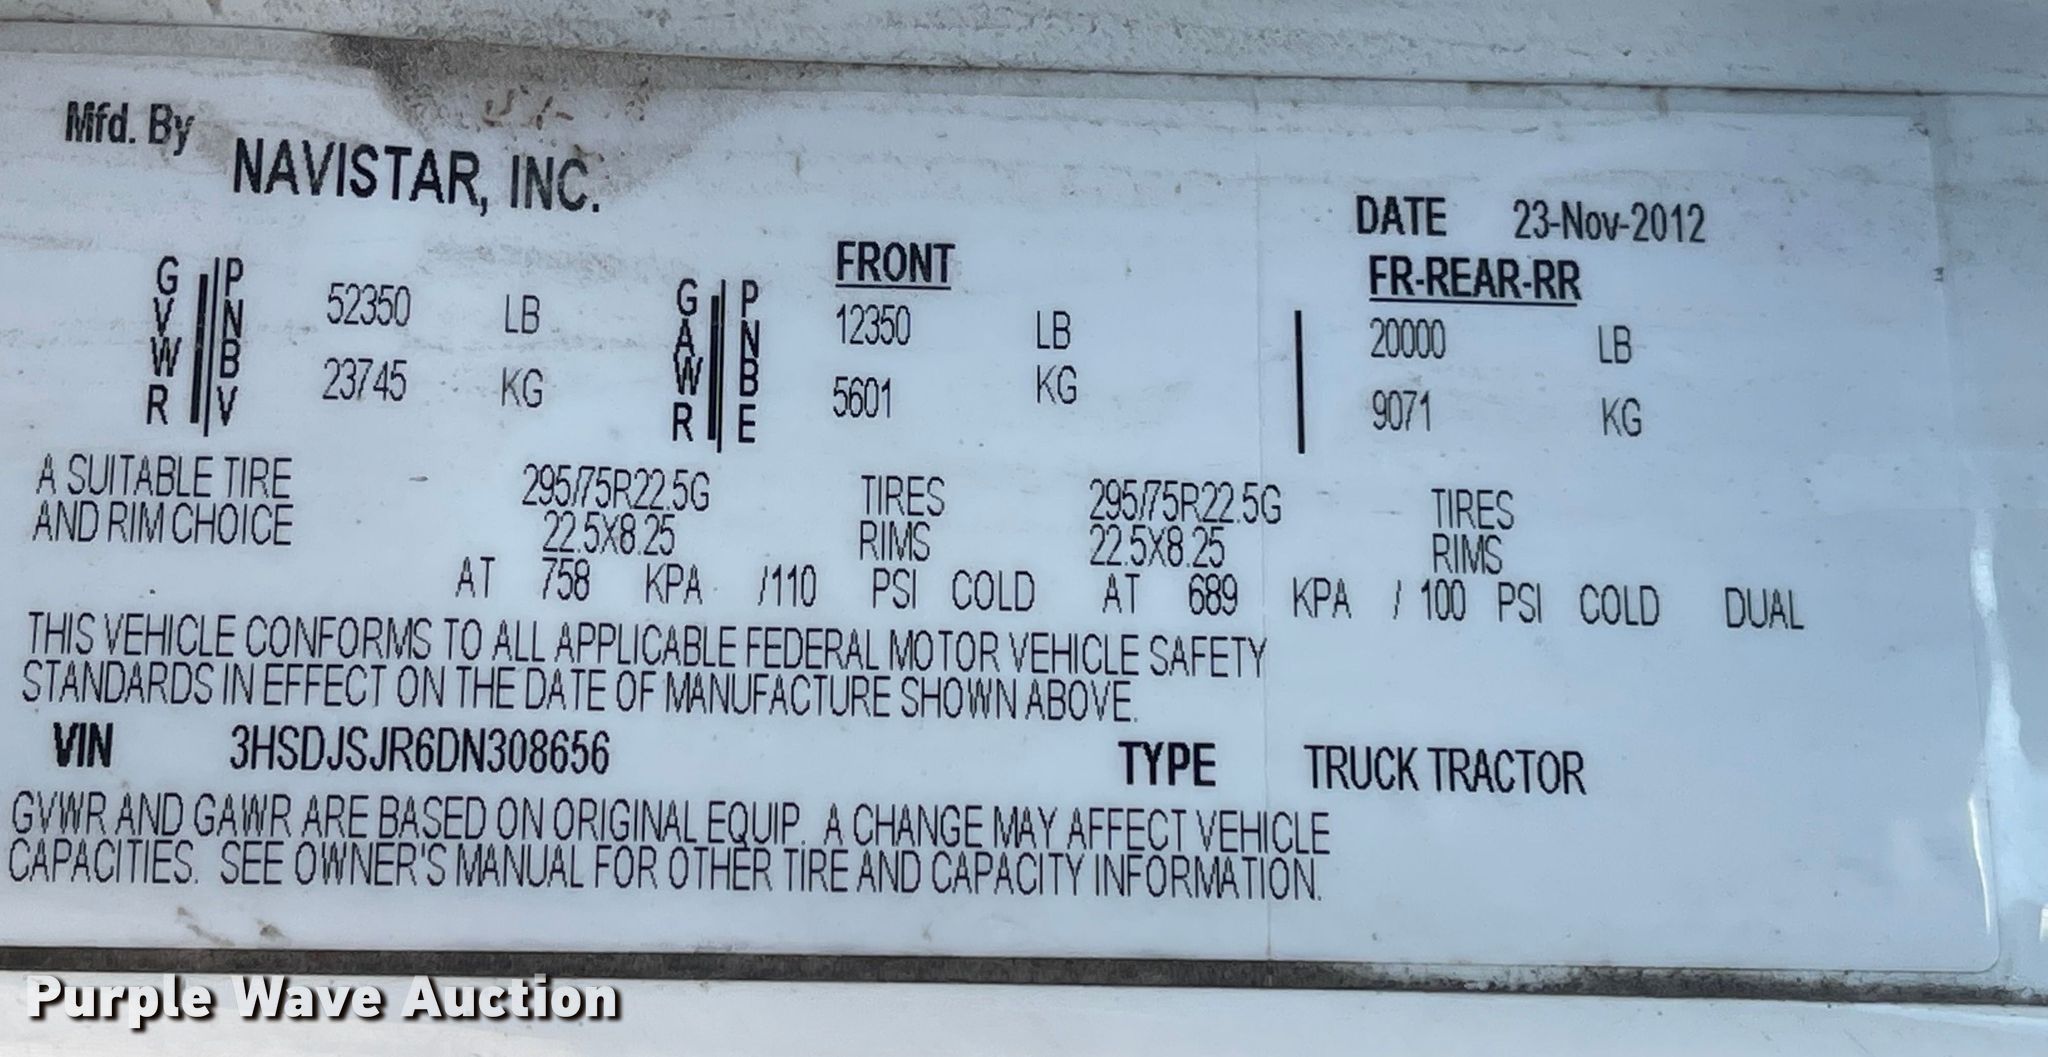 Mfd. By
NAVISTAR, INC.
DATE 23-Nov-2012
FRONT FR-REAR-RR
GVWR PNBV 52350 LB GAWR PNBE 12350 LB 20000 LB
23745 KG 5601 KG 9071 KG
A SUITABLE TIRE 295/75R22.5G TIRES 295/75R22.5G TIRES
AND RIM CHOICE 22.5X8.25 RIMS 22.5X8.25 RIMS
AT 758 KPA /110 PSI COLD AT 689 KPA / 100 PSI COLD DUAL
THIS VEHICLE CONFORMS TO ALL APPLICABLE FEDERAL MOTOR VEHICLE SAFETY
STANDARDS IN EFFECT ON THE DATE OF MANUFACTURE SHOWN ABOVE.
VIN 3HSDJSJR6DN308656 TYPE TRUCK TRACTOR
GVWR AND GAWR ARE BASED ON ORIGINAL EQUIP. A CHANGE MAY AFFECT VEHICLE
CAPACITIES. SEE OWNER'S MANUAL FOR OTHER TIRE AND CAPACITY INFORMATION.
Purple Wave Auction